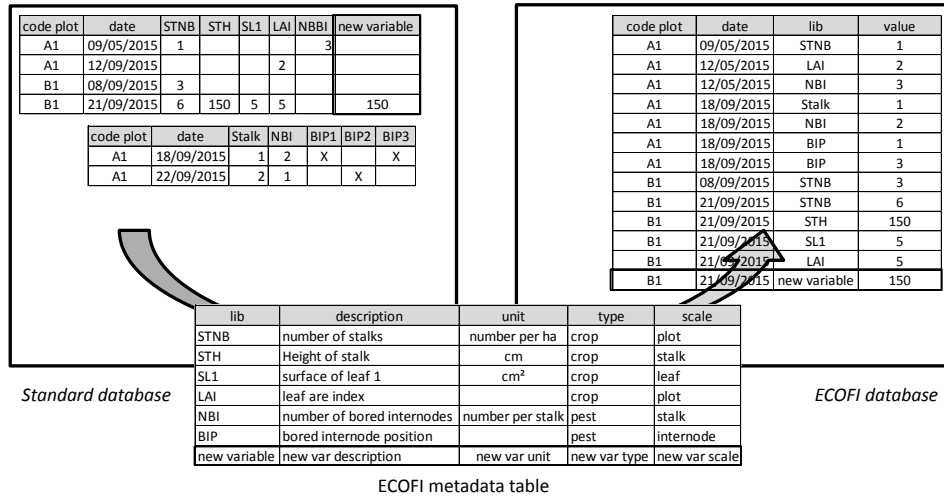 code plot date STNB STH SL1 LAI NBBI new variable
A1 09/05/2015 1 3
A1 12/09/2015 2
B1 08/09/2015 3
B1 21/09/2015 6 150 5 5 150
code plot date Stalk NBI BIP1 BIP2 BIP3
A1 18/09/2015 1 2 X X
A1 22/09/2015 2 1 X
code plot date lib value
A1 09/05/2015 STNB 1
A1 12/05/2015 LAI 2
A1 12/05/2015 NBI 3
A1 18/09/2015 Stalk 1
A1 18/09/2015 NBI 2
A1 18/09/2015 BIP 1
A1 18/09/2015 BIP 3
B1 08/09/2015 STNB 3
B1 21/09/2015 STNB 6
B1 21/09/2015 STH 150
B1 21/09/2015 SL1 5
B1 21/09/2015 LAI 5
B1 21/09/2015 new variable 150
lib description unit type scale
STNB number of stalks number per ha crop plot
STH Height of stalk cm crop stalk
SL1 surface of leaf 1 cm² crop leaf
LAI leaf are index crop plot
NBI number of bored internodes number per stalk pest stalk
BIP bored internode position pest internode
new variable new var description new var unit new var type new var scale
Standard database
ECOFI database
ECOFI metadata table